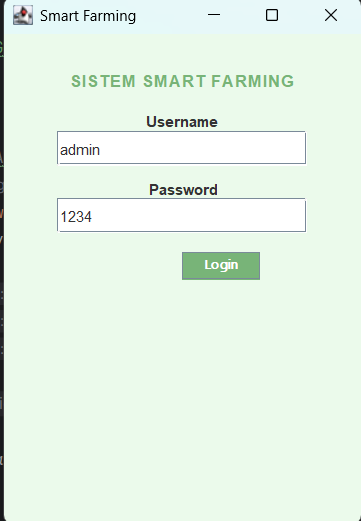 Smart Farming
SISTEM SMART FARMING
Username
admin
Password
1234
Login